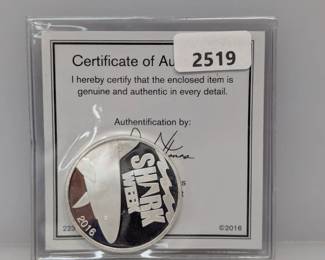 Certificate of Au
2519
I hereby certify that the enclosed item is
genuine and authentic in every detail.
Authentication by:
SHARK
WEEK
2016
©2016